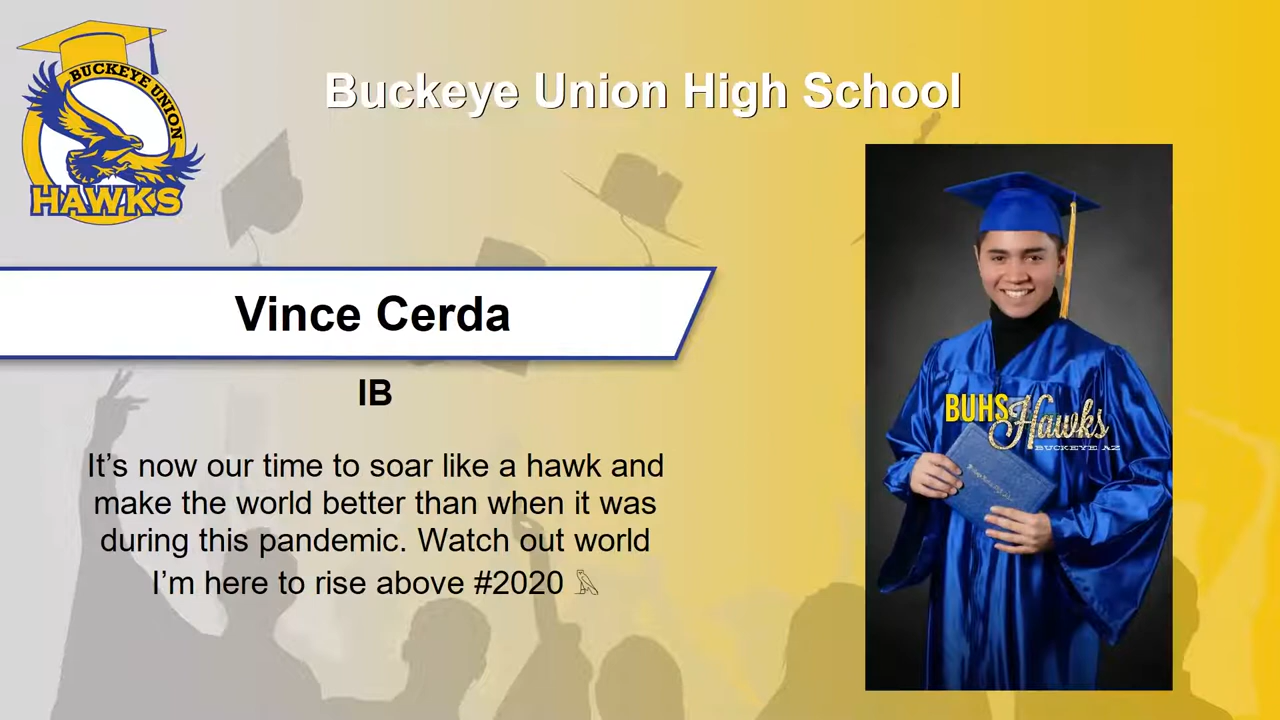 BUCKEYE UNION
HAWKS
Buckeye Union High School
Vince Cerda
IB
It’s now our time to soar like a hawk and
make the world better than when it was
during this pandemic. Watch out world
I’m here to rise above #2020 𓅓
BUHS Hawks
BUCKEYE AZ